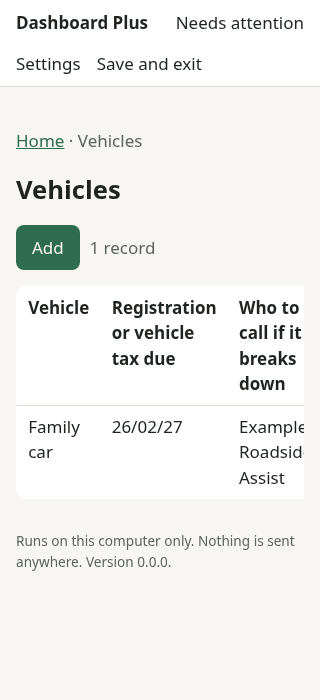 Dashboard Plus Needs attention
Settings Save and exit
Home · Vehicles
Vehicles
Add 1 record
Vehicle Registration Who to
or vehicle call if it
tax due breaks
down
Family 26/02/27 Example
car Roadside
Assist
Runs on this computer only. Nothing is sent
anywhere. Version 0.0.0.